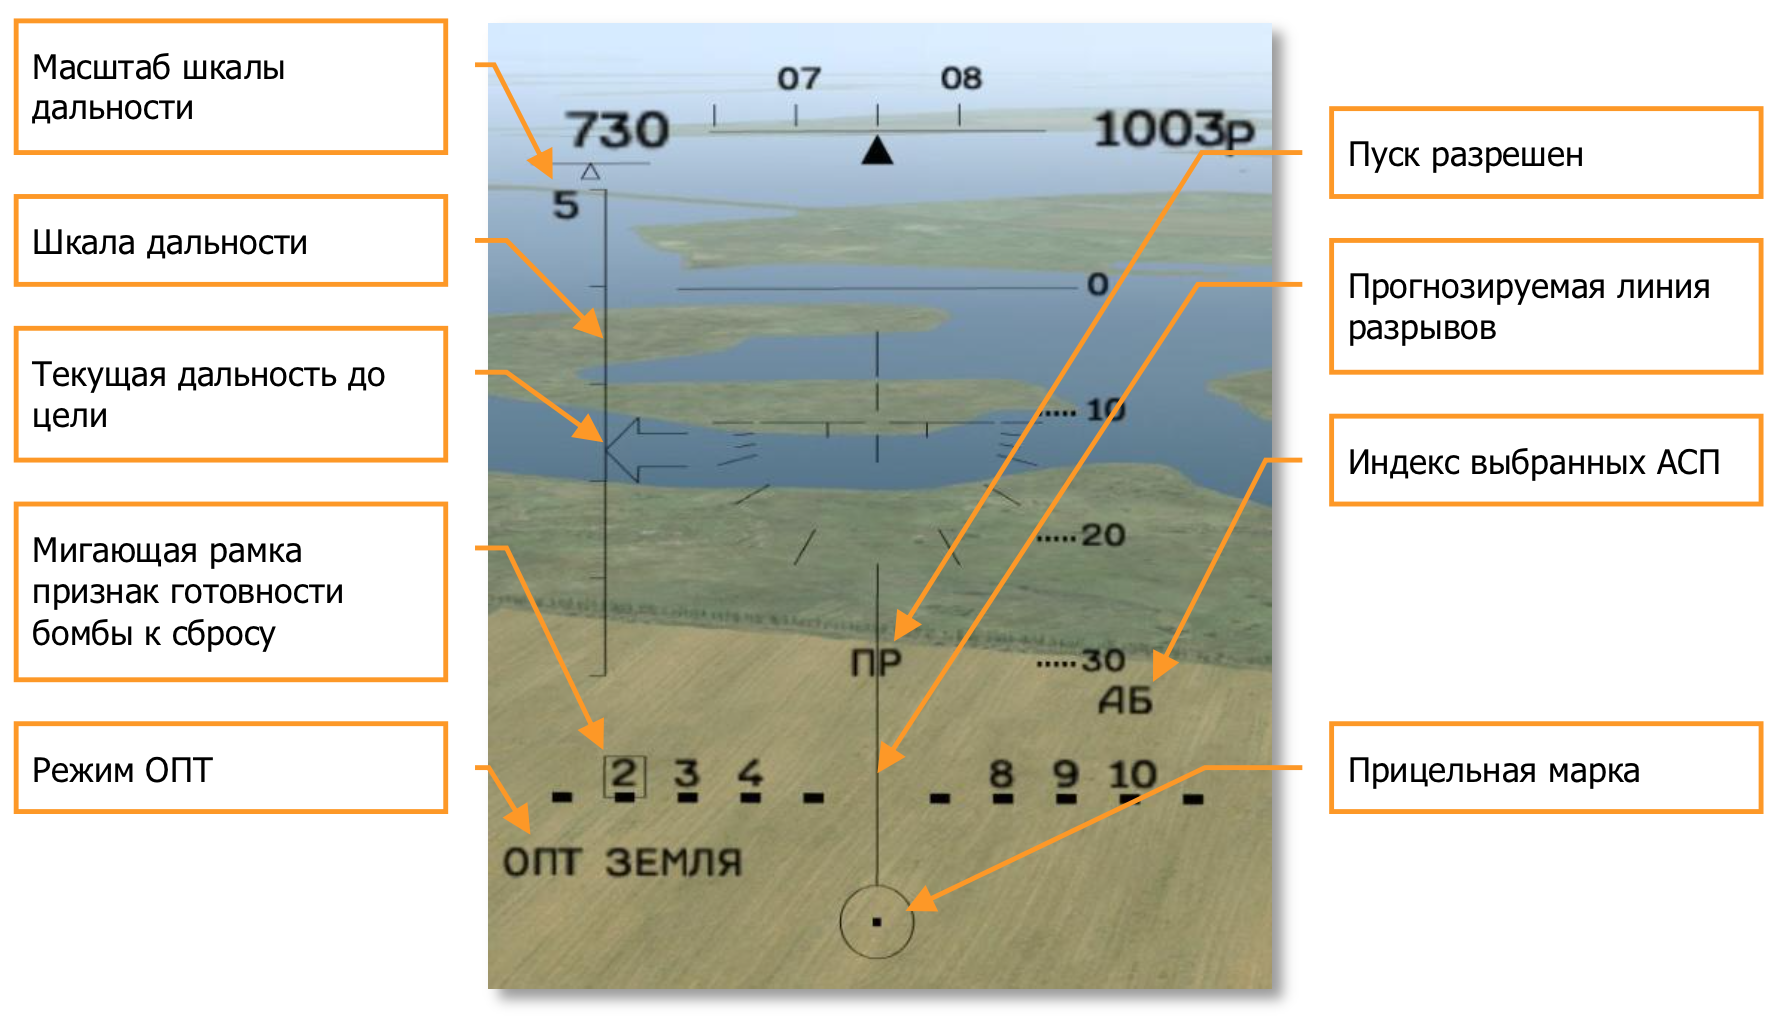 Масштаб шкалы
дальности
Шкала дальности
Текущая дальность до
цели
Мигающая рамка
признак готовности
бомбы к сбросу
Режим ОПТ
07 08
730 1003Р
5
0
10
20
30
ПР
АБ
2 3 4 8 9 10
ОПТ ЗЕМЛЯ
Пуск разрешен
Прогнозируемая линия
разрывов
Индекс выбранных АСП
Прицельная марка